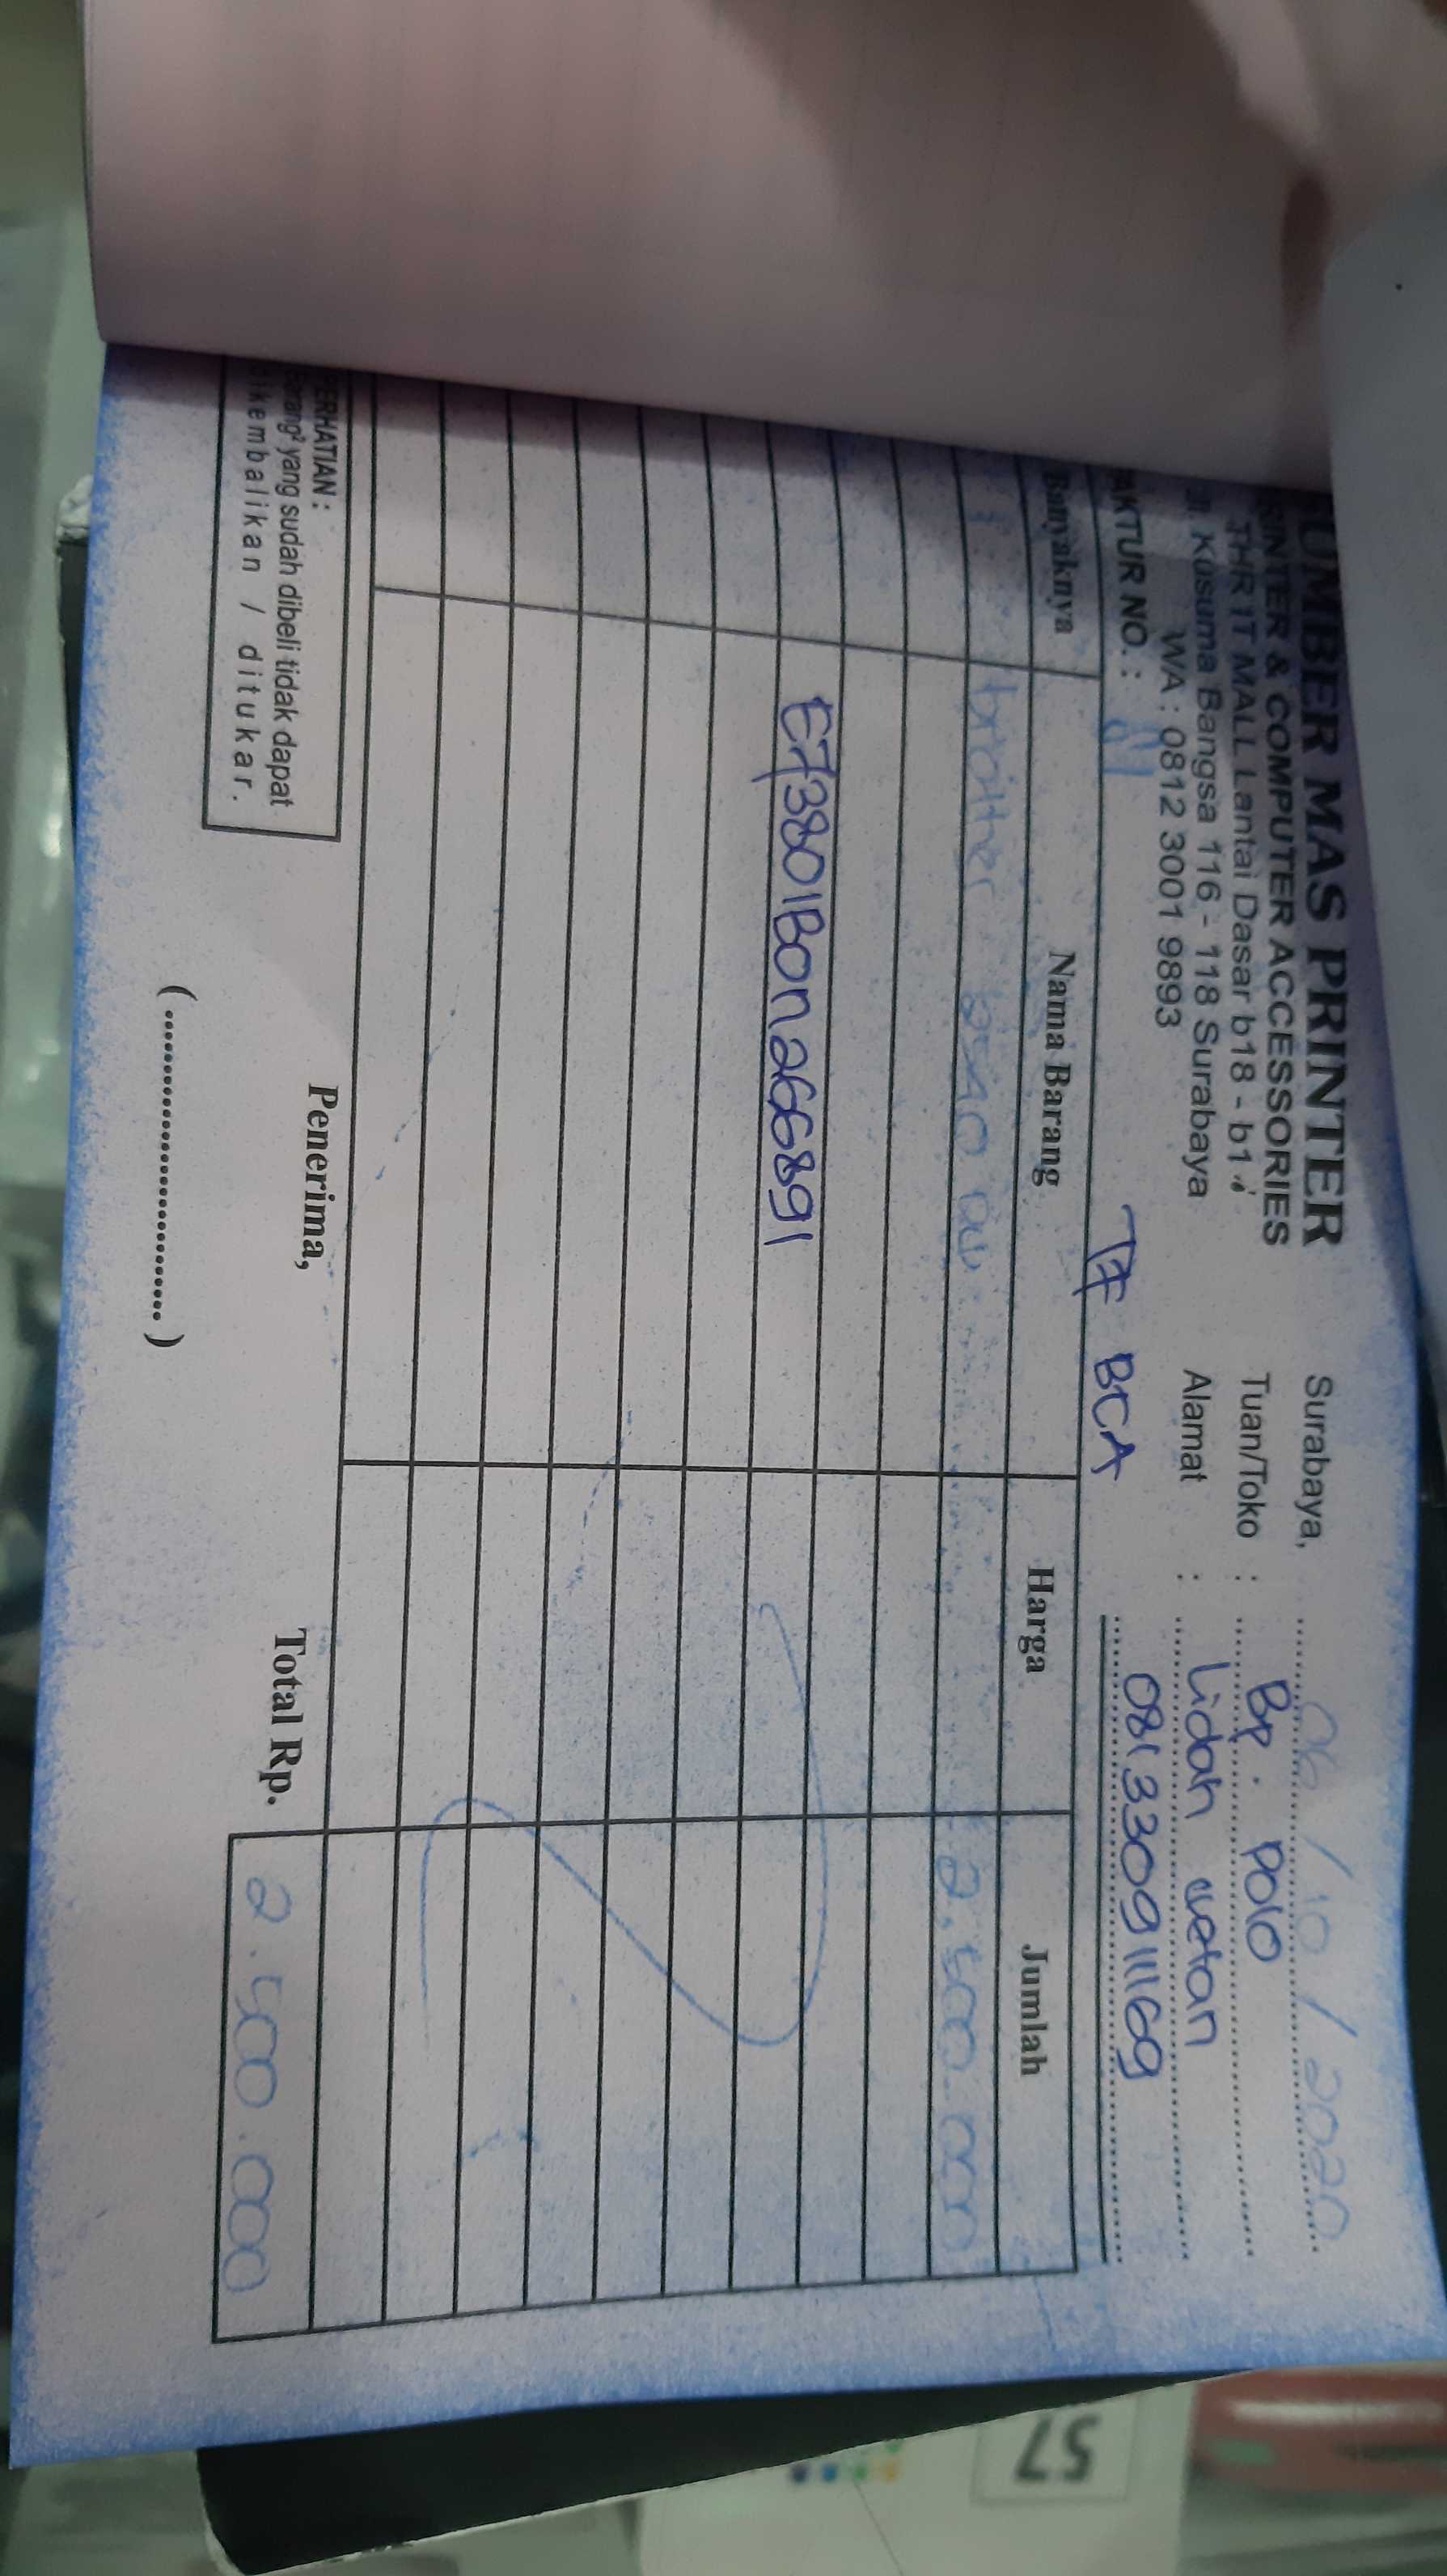 SUMBER MAS PRINTER
PRINTER & COMPUTER ACCESSORIES
THR IT MALL Lantai Dasar b18 - b1
Kusuma Bangsa 116 - 118 Surabaya
WA : 0812 3001 9893
Surabaya, 06 / 10 / 2020
Tuan/Toko : Bp. Polo
Alamat : Lidah wetan
081330911169
FAKTUR NO. :
TF BCA
Banyaknya Nama Barang Harga Jumlah
1 brother 2.500.000
E73801B0n266891
PERHATIAN :
Barang² yang sudah dibeli tidak dapat
dikembalikan / ditukar.
Penerima,
( .............................. )
Total Rp. 2.500.000
57